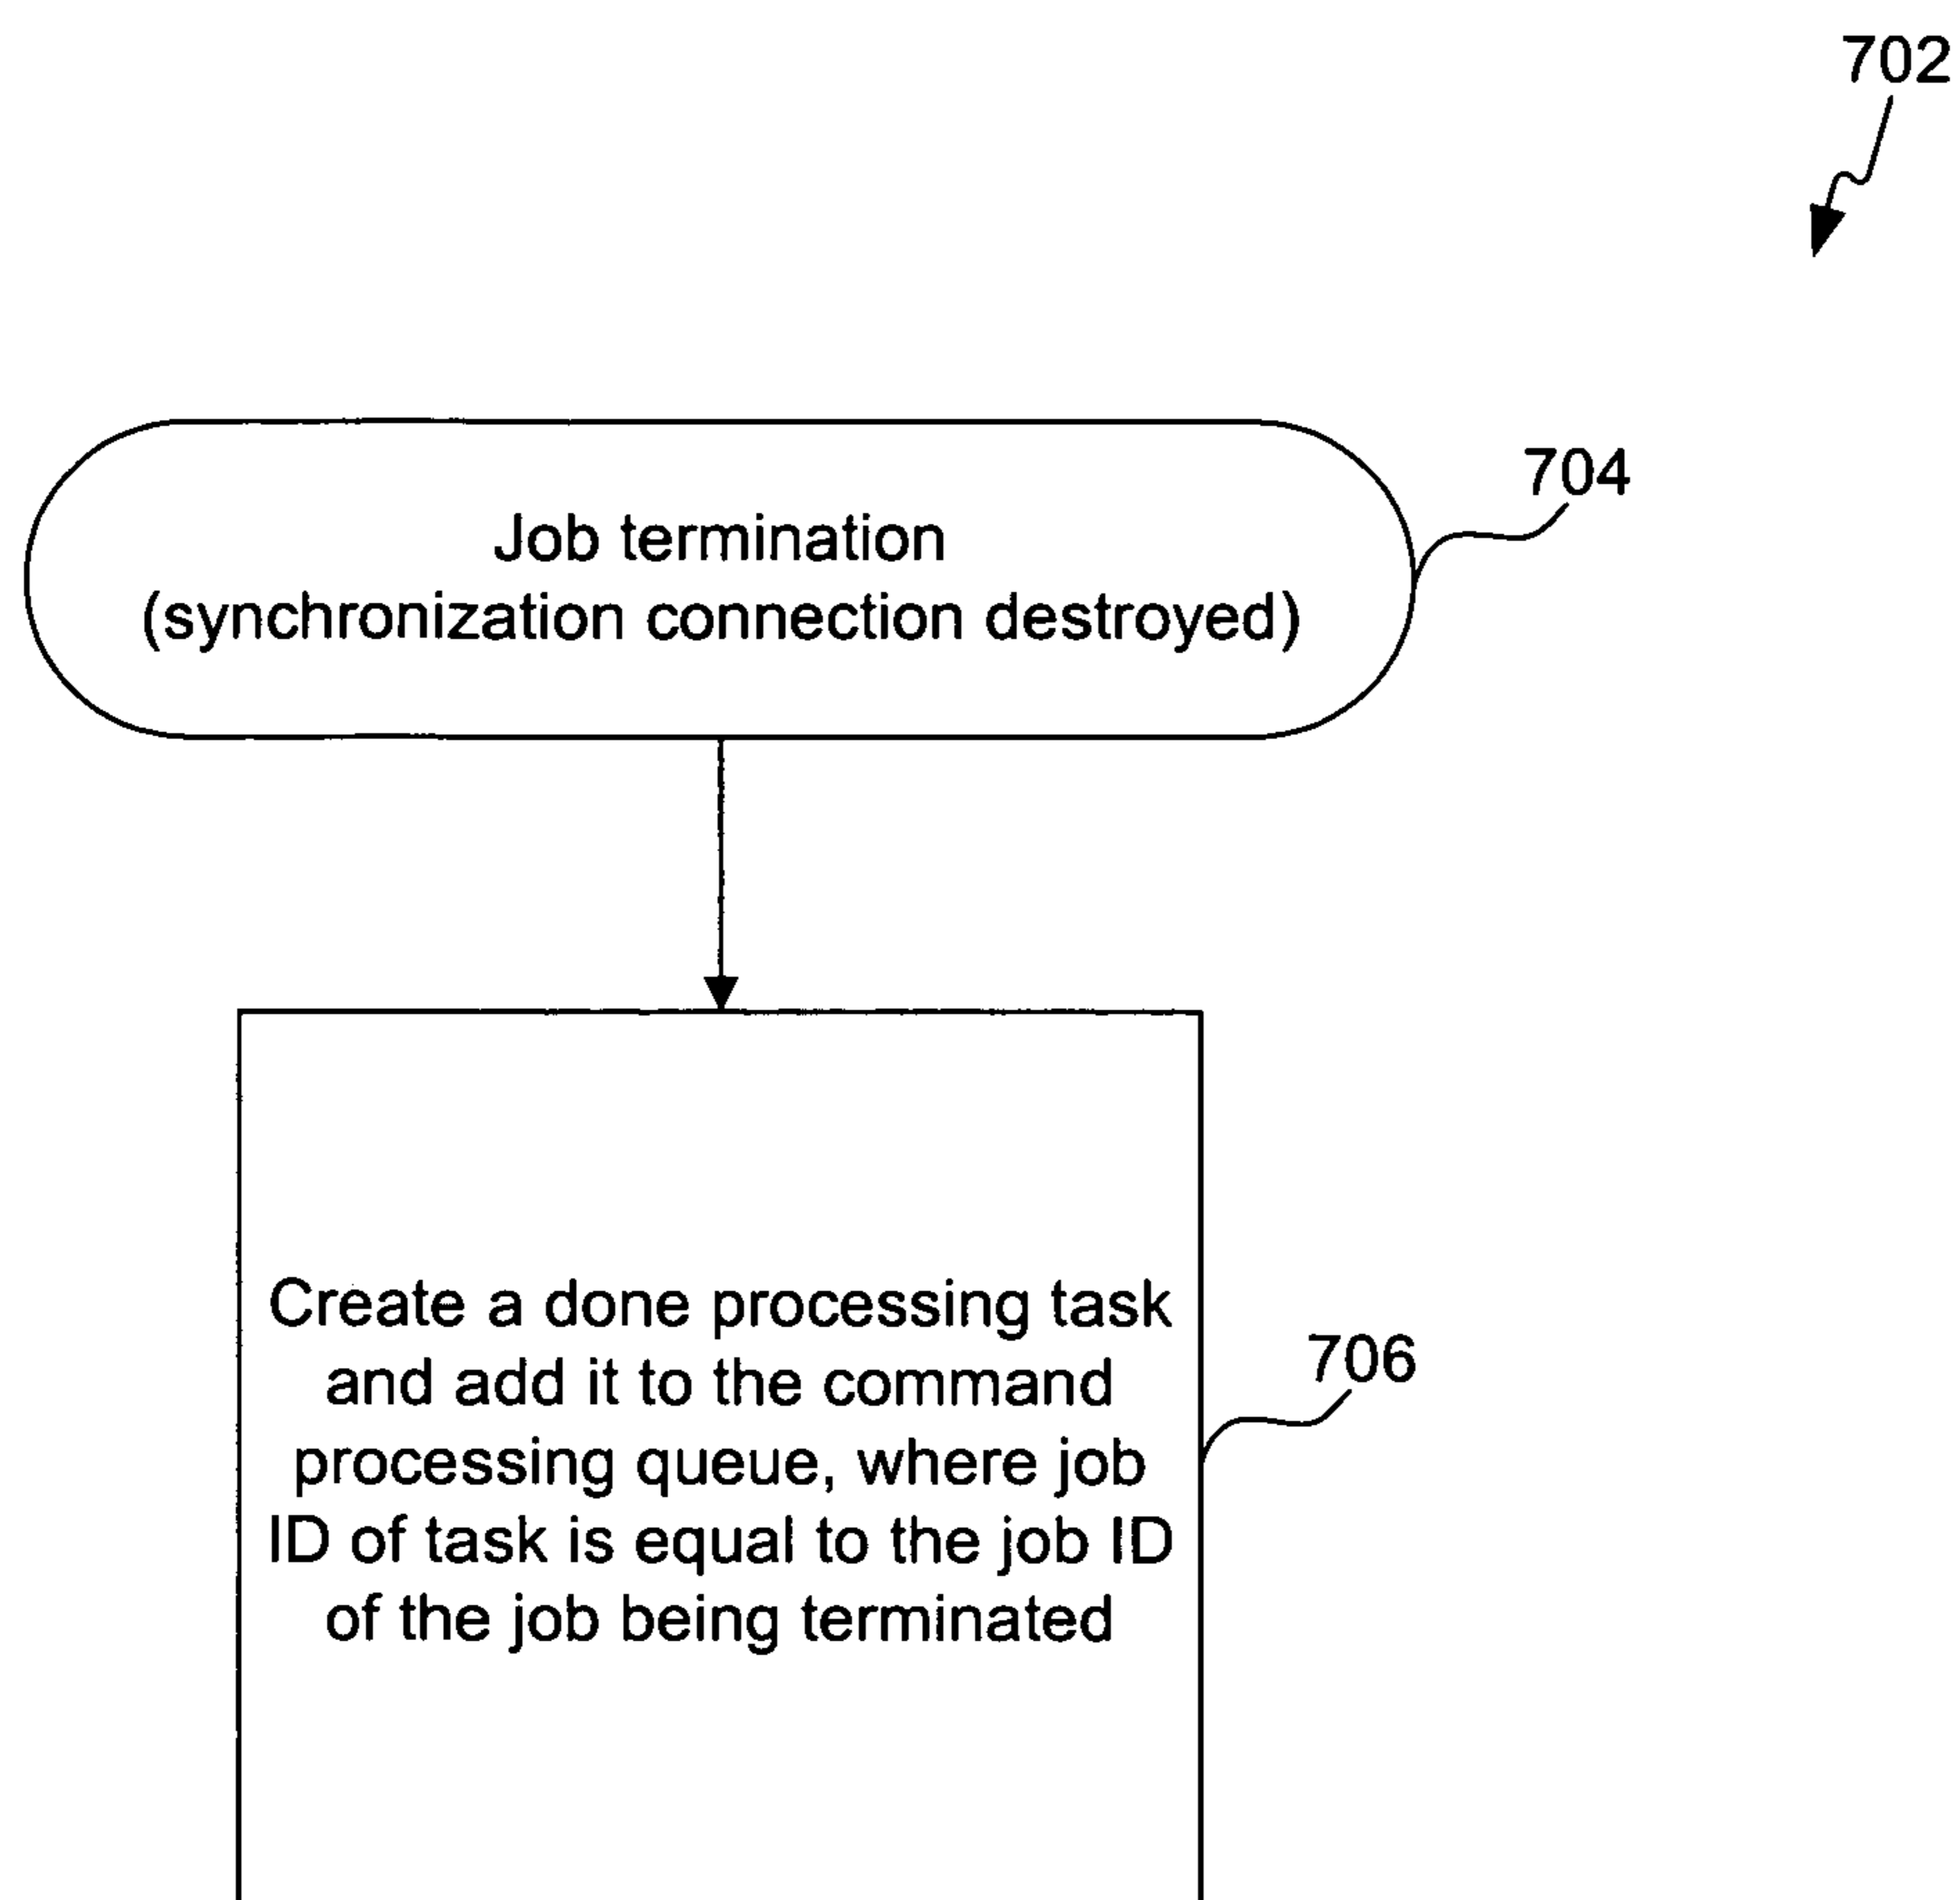 702
704
Job termination
(synchronization connection destroyed)
Create a done processing task
and add it to the command
processing queue, where job
ID of task is equal to the job ID
of the job being terminated
706